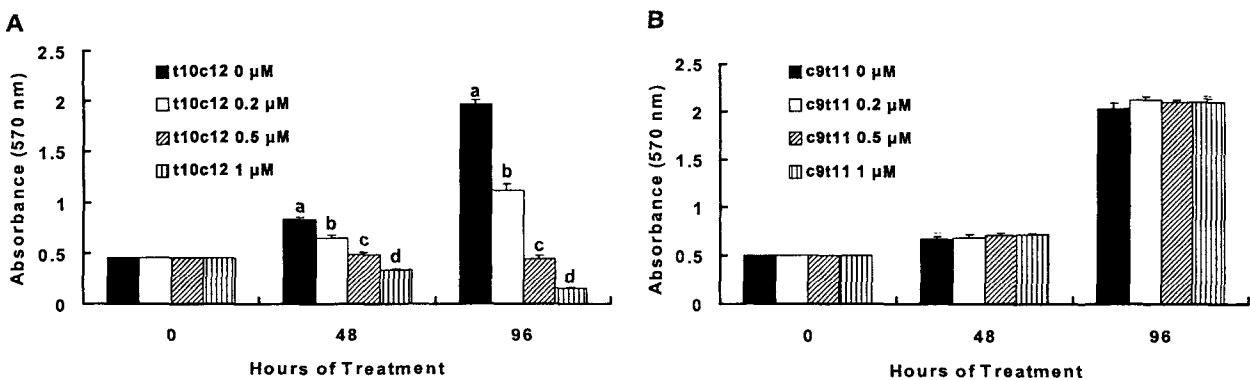 A
2.5
2
1.5
1
0.5
0
Absorbance (570 nm)
t10c12 0 µM
t10c12 0.2 µM
t10c12 0.5 µM
t10c12 1 µM
a
b
c
d
a
b
c
d
0
48
96
Hours of Treatment
B
2.5
2
1.5
1
0.5
0
Absorbance (570 nm)
c9t11 0 µM
c9t11 0.2 µM
c9t11 0.5 µM
c9t11 1 µM
0
48
96
Hours of Treatment